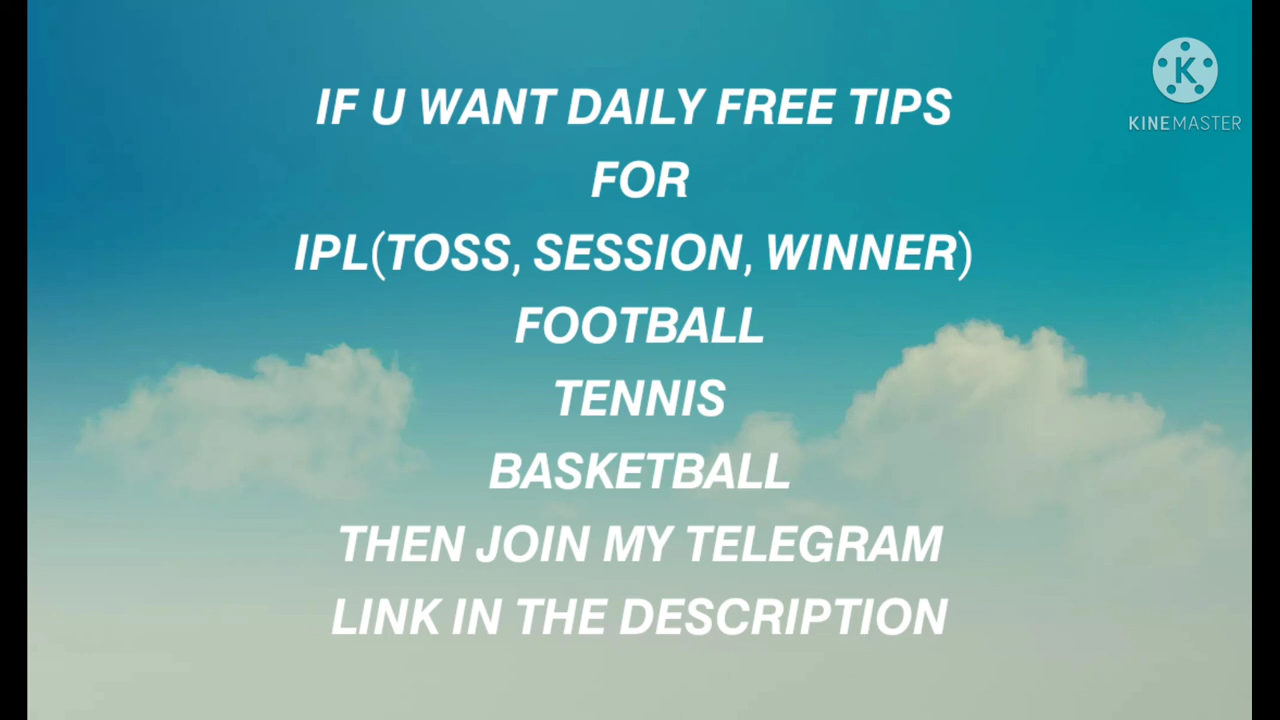 IF U WANT DAILY FREE TIPS
FOR
IPL(TOSS, SESSION, WINNER)
FOOTBALL
TENNIS
BASKETBALL
THEN JOIN MY TELEGRAM
LINK IN THE DESCRIPTION
K
KINEMASTER